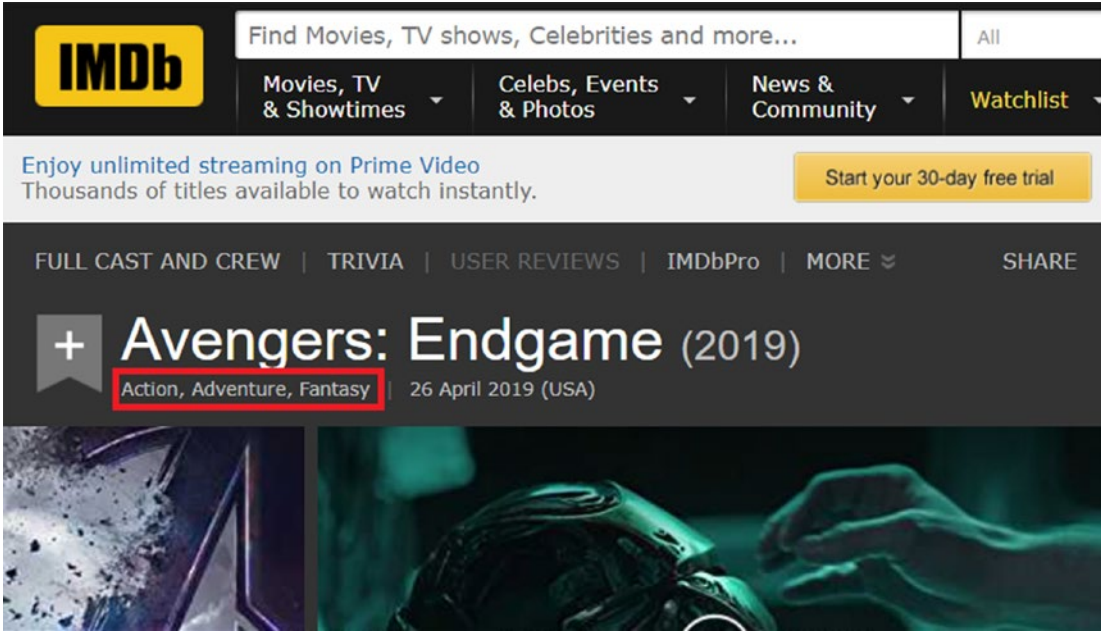 IMDb
Find Movies, TV shows, Celebrities and more...
All
Movies, TV
& Showtimes
Celebs, Events
& Photos
News &
Community
Watchlist
Enjoy unlimited streaming on Prime Video
Thousands of titles available to watch instantly.
Start your 30-day free trial
FULL CAST AND CREW | TRIVIA | USER REVIEWS | IMDbPro | MORE
SHARE
+ Avengers: Endgame (2019)
Action, Adventure, Fantasy | 26 April 2019 (USA)